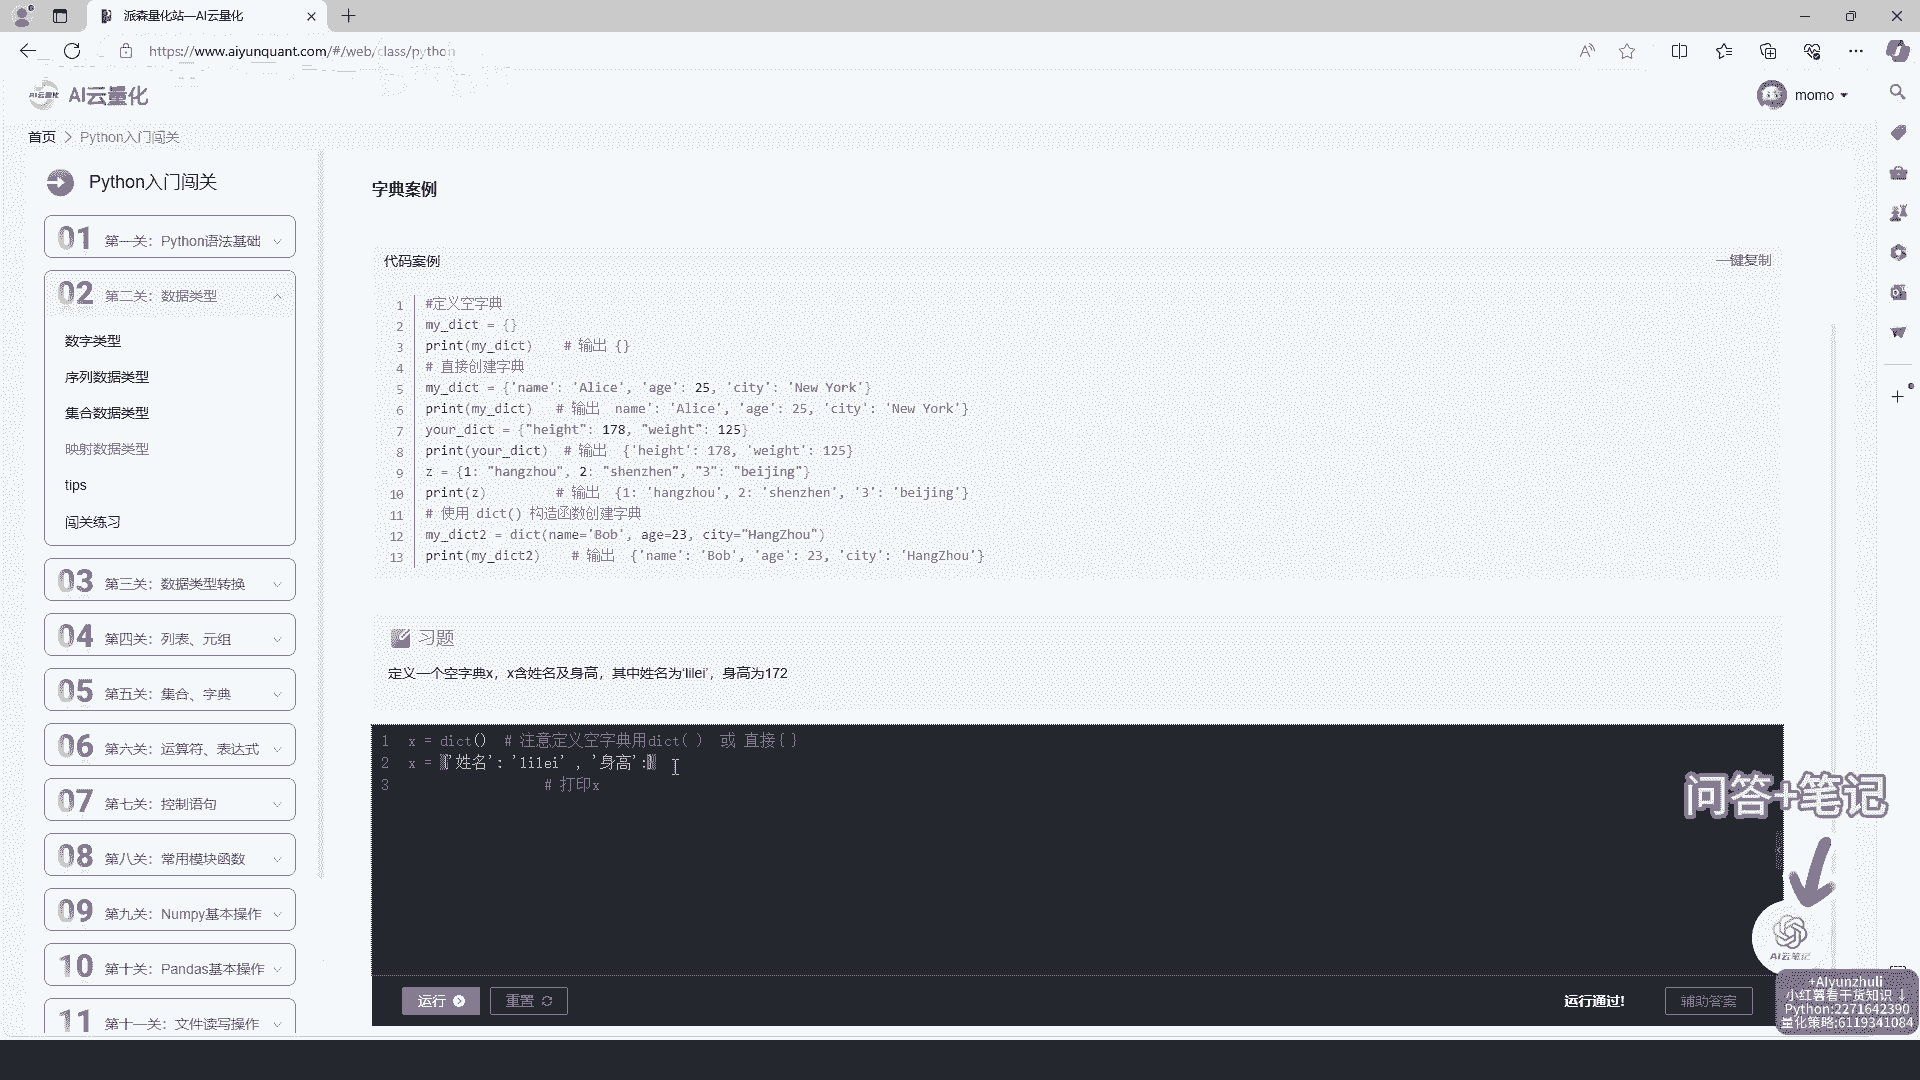 派森量化站—AI云量化
https://www.aiyunquant.com/#/web/class/python
AI云量化
momo
首页 > Python入门闯关
Python入门闯关
01 第一关：Python语法基础
02 第二关：数据类型
数字类型
序列数据类型
集合数据类型
映射数据类型
tips
闯关练习
03 第三关：数据类型转换
04 第四关：列表、元组
05 第五关：集合、字典
06 第六关：运算符、表达式
07 第七关：控制语句
08 第八关：常用模块函数
09 第九关：Numpy基本操作
10 第十关：Pandas基本操作
11 第十一关：文件读写操作
字典案例
代码案例
一键复制
1 #定义空字典
2 my_dict = {}
3 print(my_dict)    # 输出 {}
4 # 直接创建字典
5 my_dict = {'name': 'Alice', 'age': 25, 'city': 'New York'}
6 print(my_dict)   # 输出  name': 'Alice', 'age': 25, 'city': 'New York'}
7 your_dict = {"height": 178, "weight": 125}
8 print(your_dict)  # 输出  {'height': 178, 'weight': 125}
9 z = {1: "hangzhou", 2: "shenzhen", "3": "beijing"}
10 print(z)         # 输出  {1: 'hangzhou', 2: 'shenzhen', '3': 'beijing'}
11 # 使用 dict() 构造函数创建字典
12 my_dict2 = dict(name='Bob', age=23, city="HangZhou")
13 print(my_dict2)    # 输出  {'name': 'Bob', 'age': 23, 'city': 'HangZhou'}
习题
定义一个空字典x，x含姓名及身高，其中姓名为'lilei'，身高为172
1 x = dict()  # 注意定义空字典用dict( )  或 直接{ }
2 x = {'姓名': 'lilei' , '身高':}
3 # 打印x
运行
重置
运行通过!
辅助答案
问答+笔记
AI云笔记
+AIyunzhuli
小红薯看干货知识 ↓
Python:2271642390
量化策略:6119341084